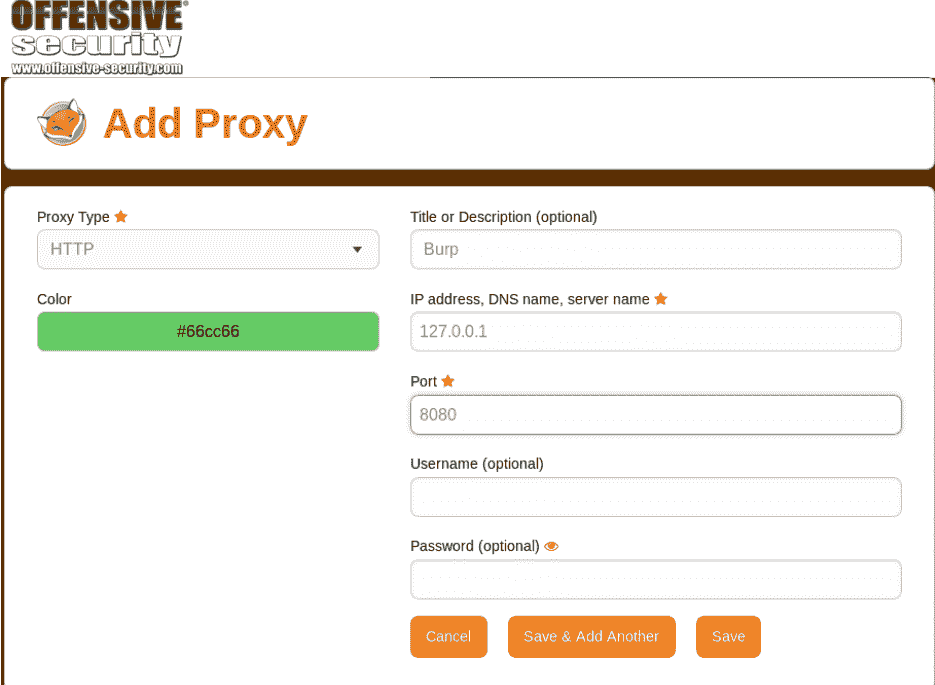 OFFENSIVE
security
www.offensive-security.com
Add Proxy
Proxy Type
HTTP
Color
#66cc66
Title or Description (optional)
Burp
IP address, DNS name, server name
127.0.0.1
Port
8080
Username (optional)
Password (optional)
Cancel
Save & Add Another
Save